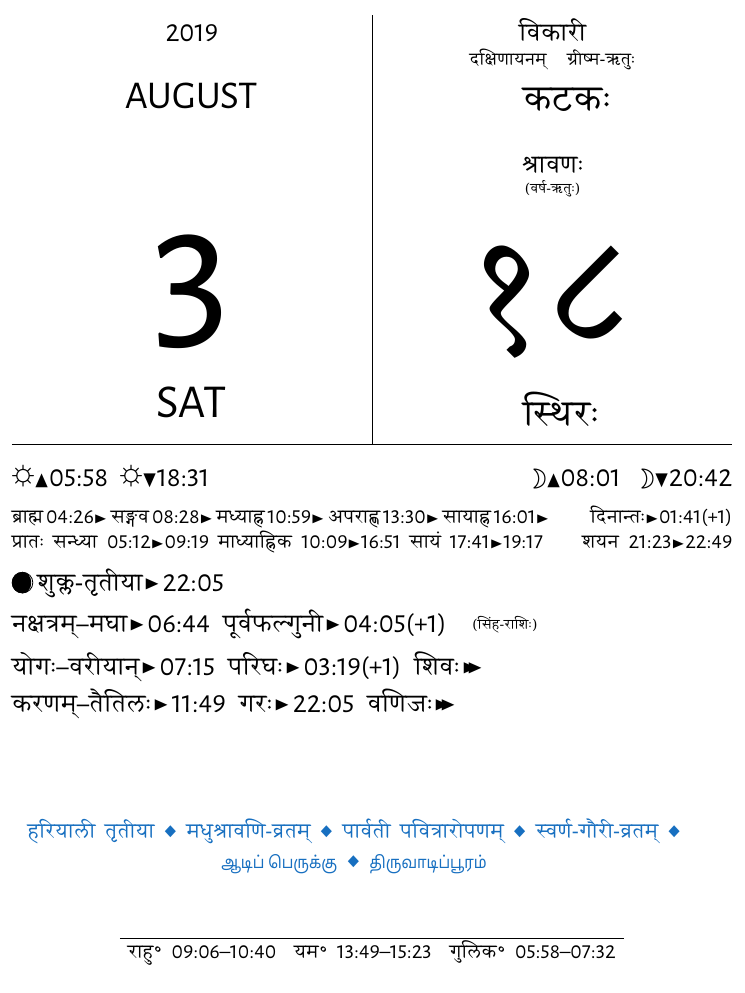 2019
AUGUST
3
SAT
विकारी
दक्षिणायनम् ग्रीष्म-ऋतुः
कटकः
श्रावणः
(वर्ष-ऋतुः)
१८
स्थिरः
☼▲05:58 ☼▼18:31 ☽▲08:01 ☽▼20:42
ब्राह्म 04:26► सङ्गव 08:28► मध्याह्न 10:59► अपराह्ण 13:30► सायाह्न 16:01► दिनान्तः►01:41(+1)
प्रातः सन्ध्या 05:12►09:19 माध्याह्निक 10:09►16:51 सायं 17:41►19:17 शयन 21:23►22:49
शुक्ल-तृतीया►22:05
नक्षत्रम्–मघा►06:44 पूर्वफल्गुनी►04:05(+1) (सिंह-राशिः)
योगः–वरीयान्►07:15 परिघः►03:19(+1) शिवः►►
करणम्–तैतिलः►11:49 गरः►22:05 वणिजः►►
हरियाली तृतीया ♦ मधुश्रावणि-व्रतम् ♦ पार्वती पवित्रारोपणम् ♦ स्वर्ण-गौरी-व्रतम् ♦
ஆடிப் பெருக்கு ♦ திருவாடிப்பூரம்
राहु॰ 09:06–10:40 यम॰ 13:49–15:23 गुलिक॰ 05:58–07:32